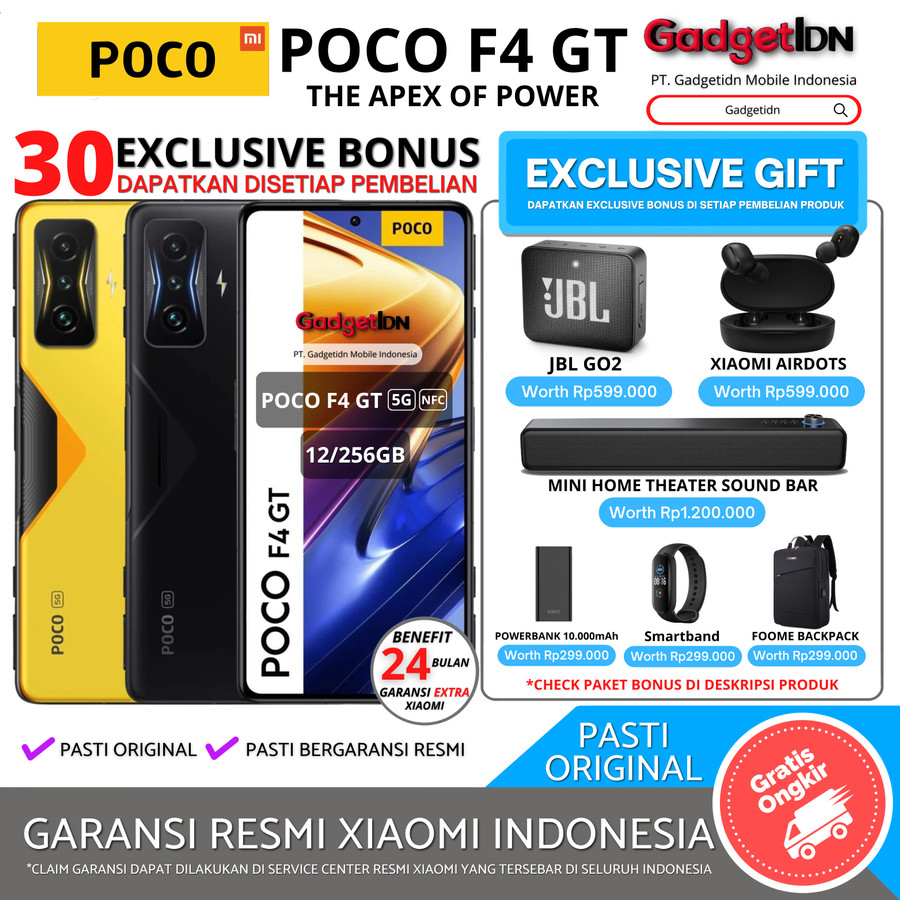 POCO
mi
POCO F4 GT
THE APEX OF POWER
GadgetIDN
PT. Gadgetidn Mobile Indonesia
Gadgetidn
30 EXCLUSIVE BONUS
DAPATKAN DISETIAP PEMBELIAN
EXCLUSIVE GIFT
DAPATKAN EXCLUSIVE BONUS DI SETIAP PEMBELIAN PRODUK
POCO 5G
POCO 5G
POCO
GadgetIDN
PT. Gadgetidn Mobile Indonesia
POCO F4 GT 5G NFC
12/256GB
POCO F4 GT
BENEFIT
24 BULAN
GARANSI EXTRA
XIAOMI
JBL
JBL GO2
Worth Rp599.000
XIAOMI AIRDOTS
Worth Rp599.000
MINI HOME THEATER SOUND BAR
Worth Rp1.200.000
POWERBANK 10.000mAh
Worth Rp299.000
08:16
Smartband
Worth Rp299.000
FOOME BACKPACK
Worth Rp299.000
*CHECK PAKET BONUS DI DESKRIPSI PRODUK
PASTI ORIGINAL
PASTI BERGARANSI RESMI
PASTI
ORIGINAL
Gratis
Ongkir
GARANSI RESMI XIAOMI INDONESIA
*CLAIM GARANSI DAPAT DILAKUKAN DI SERVICE CENTER RESMI XIAOMI YANG TERSEBAR DI SELURUH INDONESIA